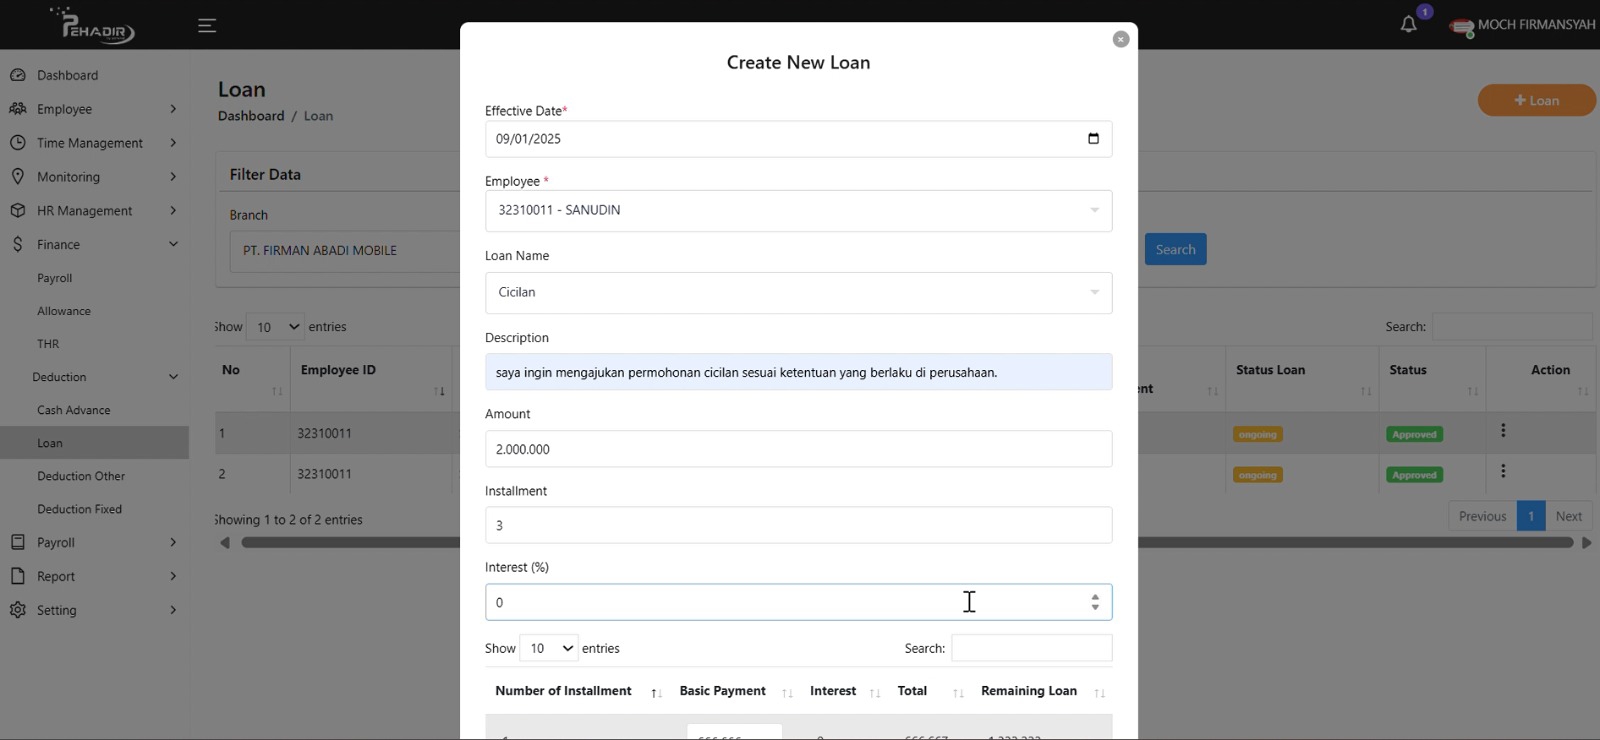 PEHADIR
1
MOCH FIRMANSYAH
Dashboard
Employee
Time Management
Monitoring
HR Management
Finance
Payroll
Allowance
THR
Deduction
Cash Advance
Loan
Deduction Other
Deduction Fixed
Payroll
Report
Setting
Loan
Dashboard / Loan
+ Loan
Filter Data
Branch
PT. FIRMAN ABADI MOBILE
Search
Show 10 entries
Search:
No Employee ID Status Loan Status Action
1 32310011 ongoing Approved
2 32310011 ongoing Approved
Showing 1 to 2 of 2 entries
Previous 1 Next
Create New Loan
Effective Date*
09/01/2025
Employee *
32310011 - SANUDIN
Loan Name
Cicilan
Description
saya ingin mengajukan permohonan cicilan sesuai ketentuan yang berlaku di perusahaan.
Amount
2.000.000
Installment
3
Interest (%)
0
Show 10 entries
Search:
Number of Installment Basic Payment Interest Total Remaining Loan